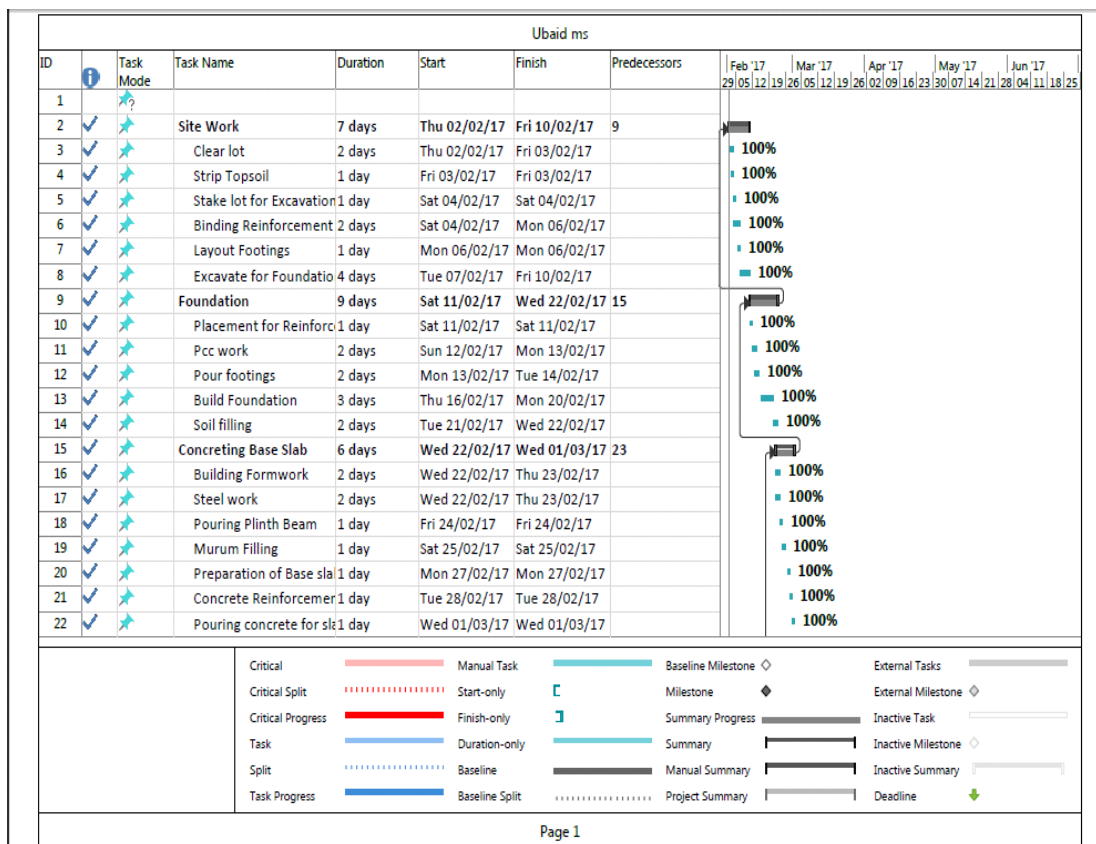 Ubaid ms
ID Task Mode Task Name Duration Start Finish Predecessors Feb '17 Mar '17 Apr '17 May '17 Jun '17
29 05 12 19 26 05 12 19 26 02 09 16 23 30 07 14 21 28 04 11 18 25
1 ?
2 Site Work 7 days Thu 02/02/17 Fri 10/02/17 9
3 Clear lot 2 days Thu 02/02/17 Fri 03/02/17 100%
4 Strip Topsoil 1 day Fri 03/02/17 Fri 03/02/17 100%
5 Stake lot for Excavation 1 day Sat 04/02/17 Sat 04/02/17 100%
6 Binding Reinforcement 2 days Sat 04/02/17 Mon 06/02/17 100%
7 Layout Footings 1 day Mon 06/02/17 Mon 06/02/17 100%
8 Excavate for Foundatio 4 days Tue 07/02/17 Fri 10/02/17 100%
9 Foundation 9 days Sat 11/02/17 Wed 22/02/17 15
10 Placement for Reinforc 1 day Sat 11/02/17 Sat 11/02/17 100%
11 Pcc work 2 days Sun 12/02/17 Mon 13/02/17 100%
12 Pour footings 2 days Mon 13/02/17 Tue 14/02/17 100%
13 Build Foundation 3 days Thu 16/02/17 Mon 20/02/17 100%
14 Soil filling 2 days Tue 21/02/17 Wed 22/02/17 100%
15 Concreting Base Slab 6 days Wed 22/02/17 Wed 01/03/17 23
16 Building Formwork 2 days Wed 22/02/17 Thu 23/02/17 100%
17 Steel work 2 days Wed 22/02/17 Thu 23/02/17 100%
18 Pouring Plinth Beam 1 day Fri 24/02/17 Fri 24/02/17 100%
19 Murum Filling 1 day Sat 25/02/17 Sat 25/02/17 100%
20 Preparation of Base sla 1 day Mon 27/02/17 Mon 27/02/17 100%
21 Concrete Reinforcemer 1 day Tue 28/02/17 Tue 28/02/17 100%
22 Pouring concrete for sla 1 day Wed 01/03/17 Wed 01/03/17 100%
Critical Manual Task Baseline Milestone External Tasks
Critical Split Start-only Milestone External Milestone
Critical Progress Finish-only Summary Progress Inactive Task
Task Duration-only Summary Inactive Milestone
Split Baseline Manual Summary Inactive Summary
Task Progress Baseline Split Project Summary Deadline
Page 1